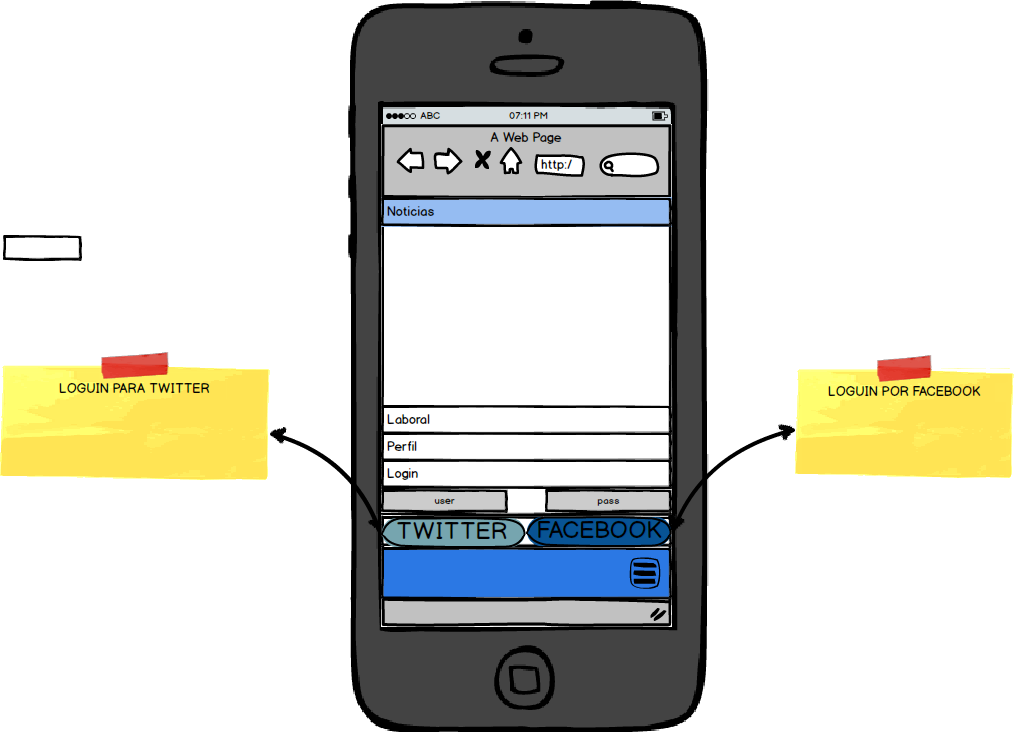 ABC 07:11 PM
A Web Page
http:/
Noticias
LOGUIN PARA TWITTER
LOGUIN POR FACEBOOK
Laboral
Perfil
Login
user pass
TWITTER FACEBOOK